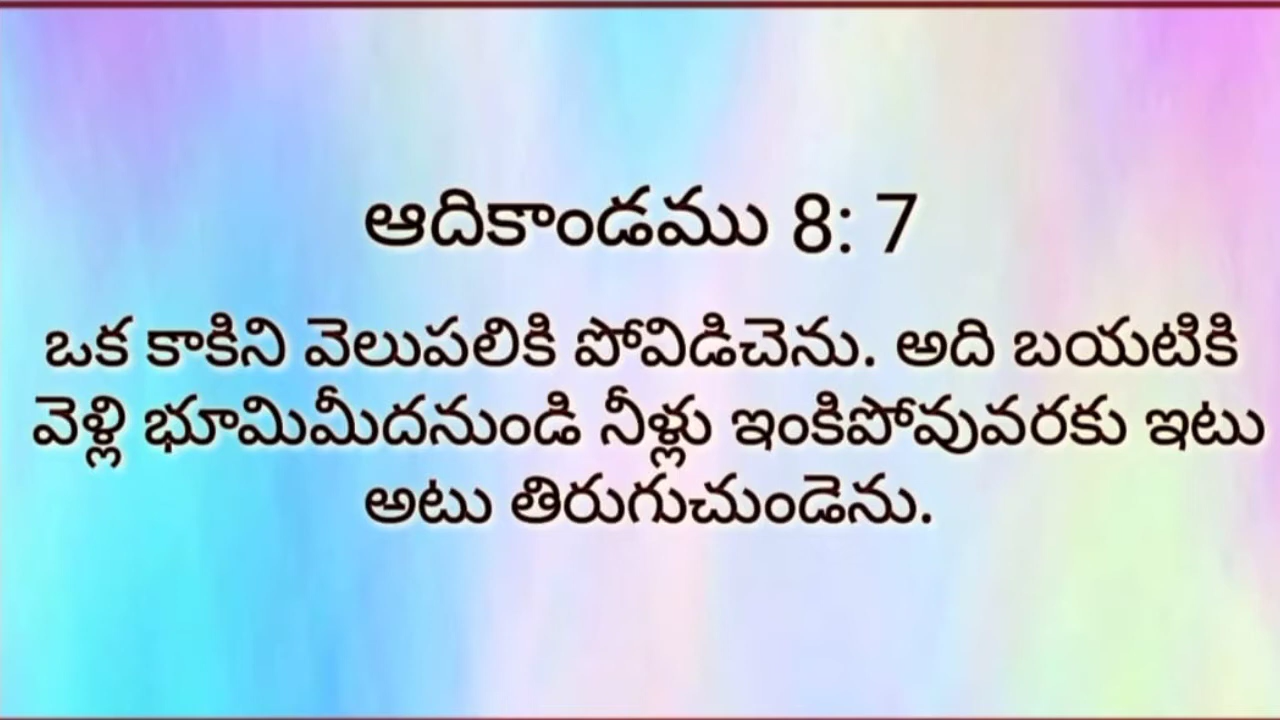 ఆదికాండము 8: 7
ఒక కాకిని వెలుపలికి పోవిడిచెను. అది బయటికి
వెళ్లి భూమిమీదనుండి నీళ్లు ఇంకిపోవువరకు ఇటు
అటు తిరుగుచుండెను.